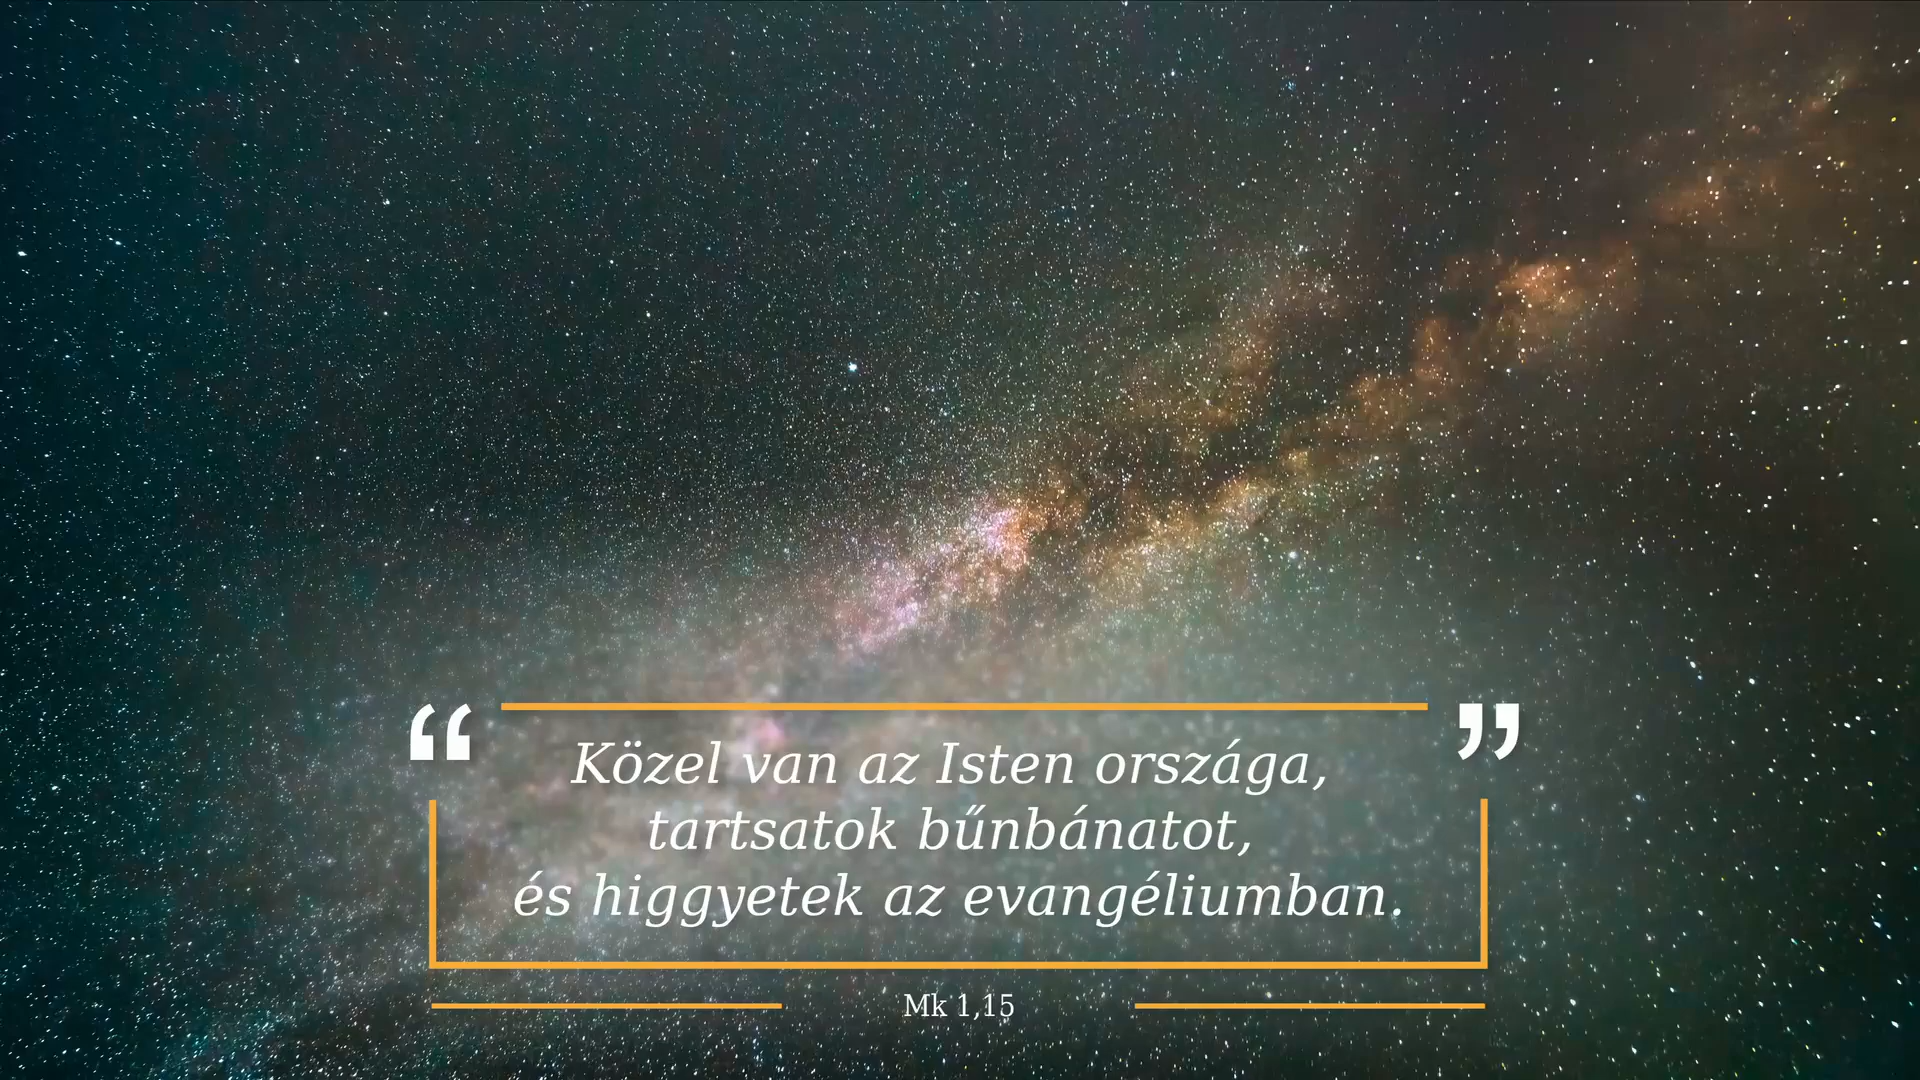 “ Közel van az Isten országa, ”
tartsatok bűnbánatot,
és higgyetek az evangéliumban.
Mk 1,15